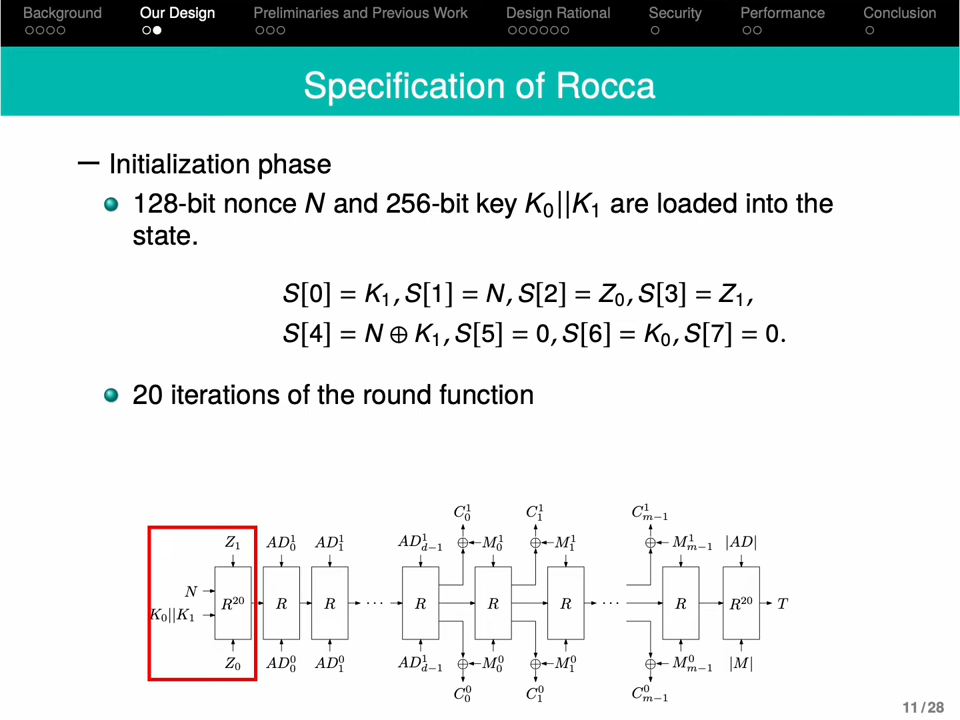 Background Our Design Preliminaries and Previous Work Design Rational Security Performance Conclusion
Specification of Rocca
— Initialization phase
128-bit nonce N and 256-bit key K₀||K₁ are loaded into the
state.
S[0] = K₁, S[1] = N, S[2] = Z₀, S[3] = Z₁,
S[4] = N ⊕ K₁, S[5] = 0, S[6] = K₀, S[7] = 0.
20 iterations of the round function
C¹₀ C¹₁ C¹ₘ₋₁
Z₁ AD¹₀ AD¹₁ AD¹d₋₁ ⊕ M¹₀ ⊕ M¹₁ ⊕ M¹ₘ₋₁ |AD|
N
R²⁰ R R ··· R R R ··· R R²⁰ T
K₀||K₁
Z₀ AD⁰₀ AD⁰₁ AD¹d₋₁ ⊕ M⁰₀ ⊕ M⁰₁ ⊕ M⁰ₘ₋₁ |M|
C⁰₀ C⁰₁ C⁰ₘ₋₁
11 / 28